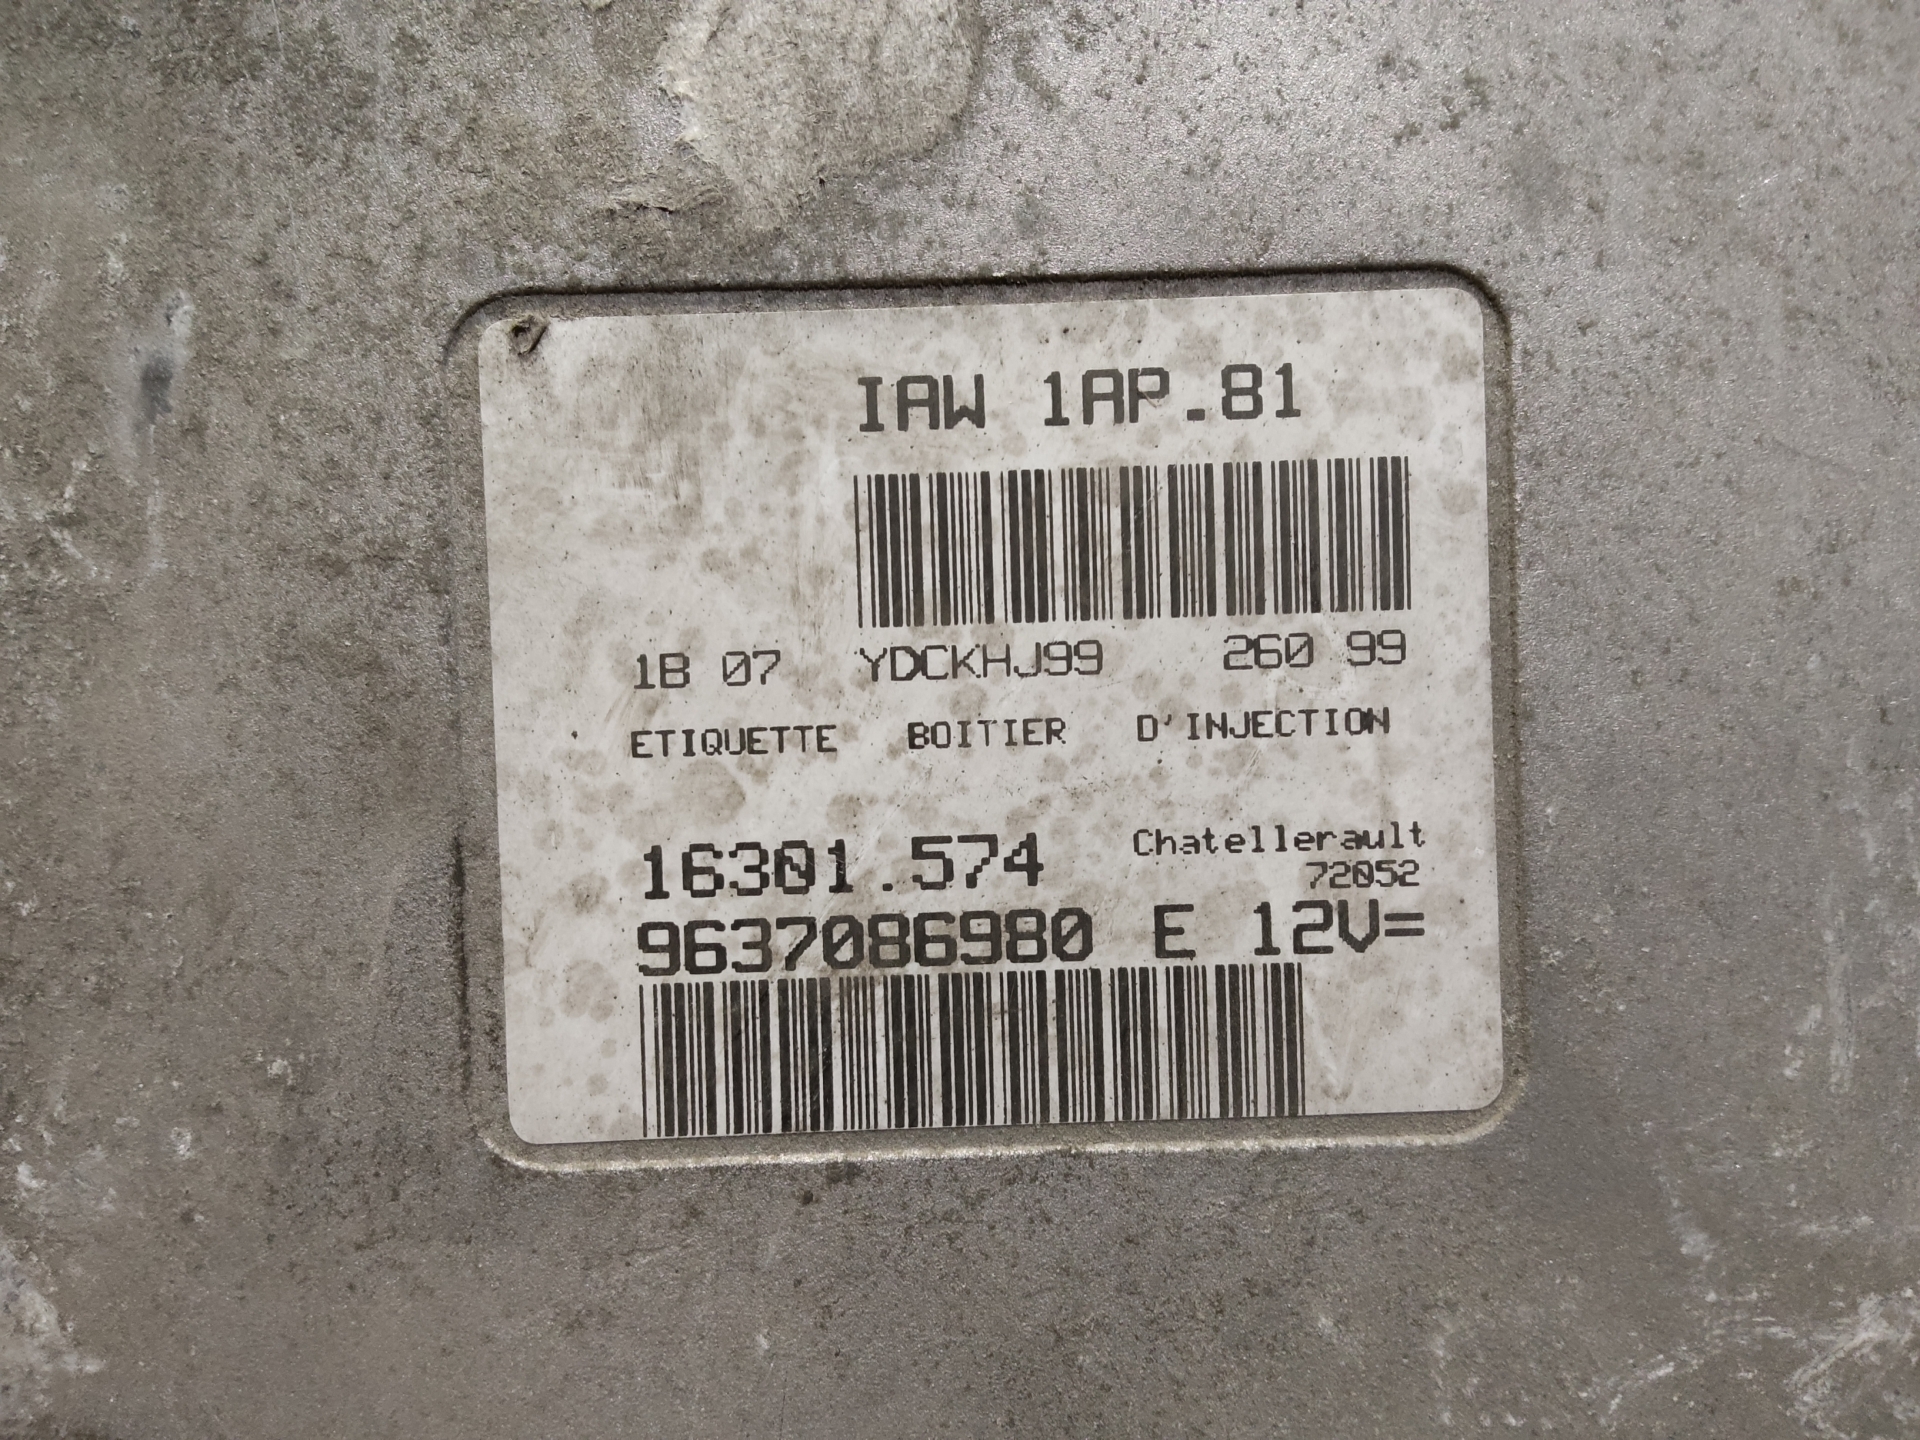 IAW 1AP.81
1B 07 YDCKHJ99 260 99
ETIQUETTE BOITIER D'INJECTION
16301.574 Chatellerault
72052
9637086980 E 12V=